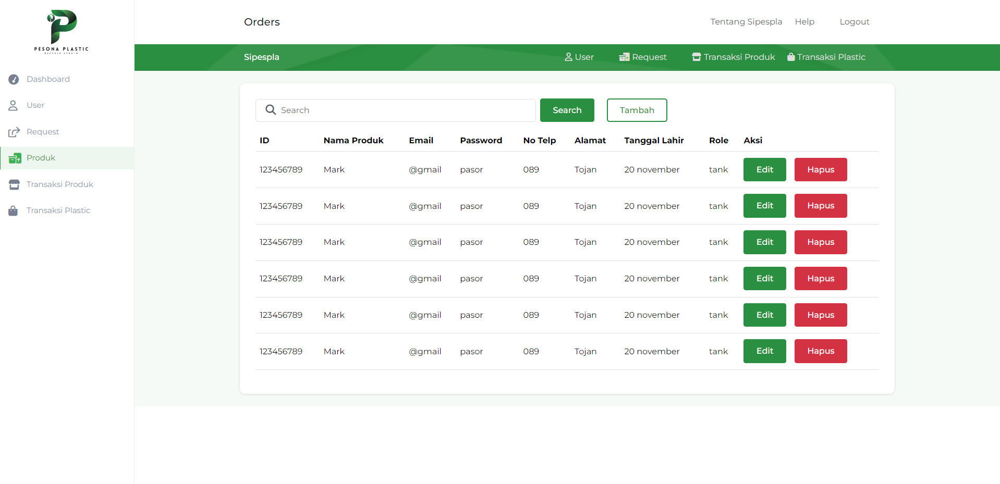 PESONA PLASTIC
RECYCLE STUDIO
Dashboard
User
Request
Produk
Transaksi Produk
Transaksi Plastic
Orders
Tentang Sipespla Help Logout
Sipespla User Request Transaksi Produk Transaksi Plastic
Search Search Tambah
ID Nama Produk Email Password No Telp Alamat Tanggal Lahir Role Aksi
123456789 Mark @gmail pasor 089 Tojan 20 november tank Edit Hapus
123456789 Mark @gmail pasor 089 Tojan 20 november tank Edit Hapus
123456789 Mark @gmail pasor 089 Tojan 20 november tank Edit Hapus
123456789 Mark @gmail pasor 089 Tojan 20 november tank Edit Hapus
123456789 Mark @gmail pasor 089 Tojan 20 november tank Edit Hapus
123456789 Mark @gmail pasor 089 Tojan 20 november tank Edit Hapus